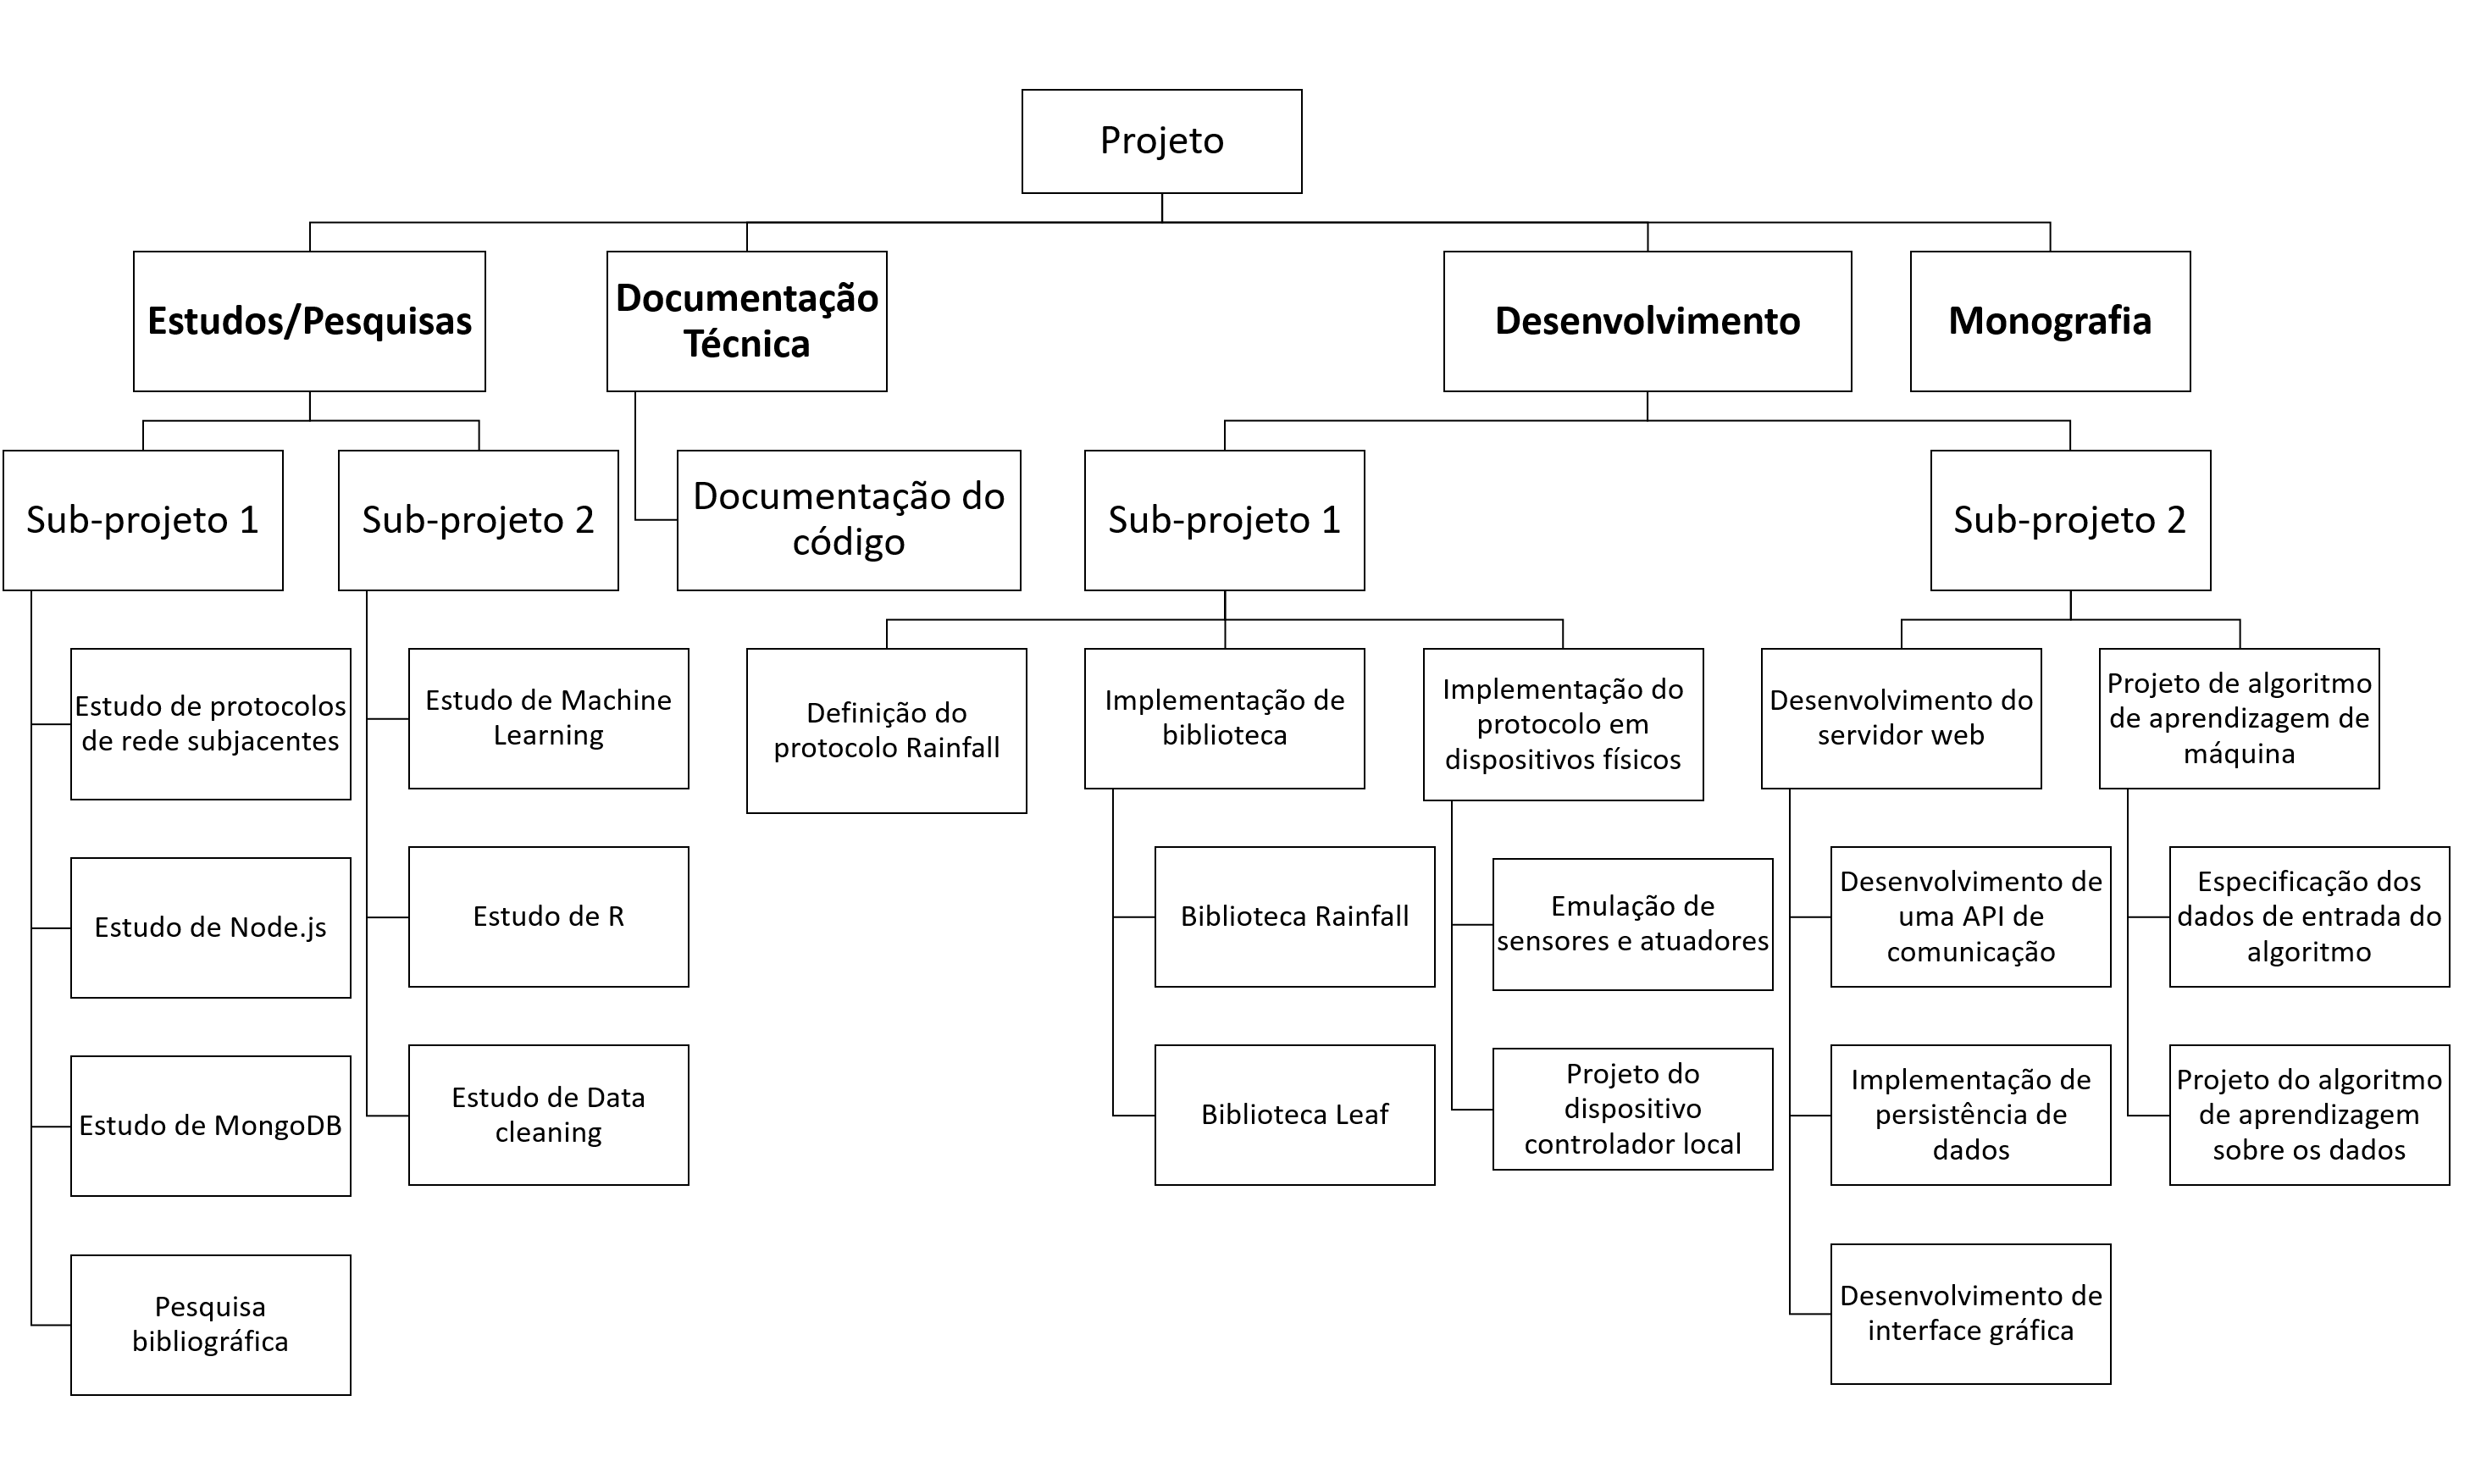 Projeto
Estudos/Pesquisas
Documentação
Técnica
Desenvolvimento
Monografia
Sub-projeto 1
Sub-projeto 2
Documentação do
código
Sub-projeto 1
Sub-projeto 2
Estudo de protocolos
de rede subjacentes
Estudo de Node.js
Estudo de MongoDB
Pesquisa
bibliográfica
Estudo de Machine
Learning
Estudo de R
Estudo de Data
cleaning
Definição do
protocolo Rainfall
Implementação de
biblioteca
Biblioteca Rainfall
Biblioteca Leaf
Implementação do
protocolo em
dispositivos físicos
Emulação de
sensores e atuadores
Projeto do
dispositivo
controlador local
Desenvolvimento do
servidor web
Desenvolvimento de
uma API de
comunicação
Implementação de
persistência de
dados
Desenvolvimento de
interface gráfica
Projeto de algoritmo
de aprendizagem de
máquina
Especificação dos
dados de entrada do
algoritmo
Projeto do algoritmo
de aprendizagem
sobre os dados